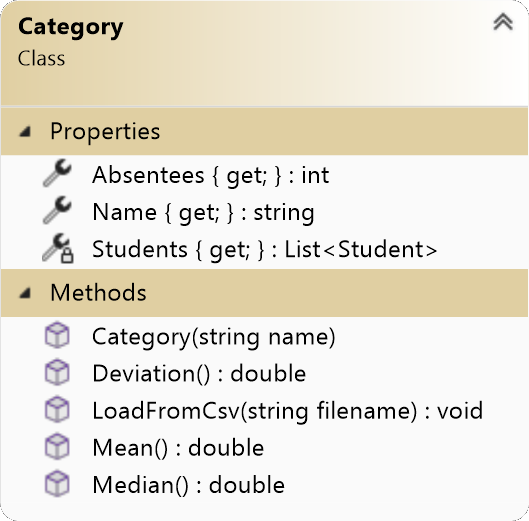 Category
Class
Properties
Absentees { get; } : int
Name { get; } : string
Students { get; } : List<Student>
Methods
Category(string name)
Deviation() : double
LoadFromCsv(string filename) : void
Mean() : double
Median() : double